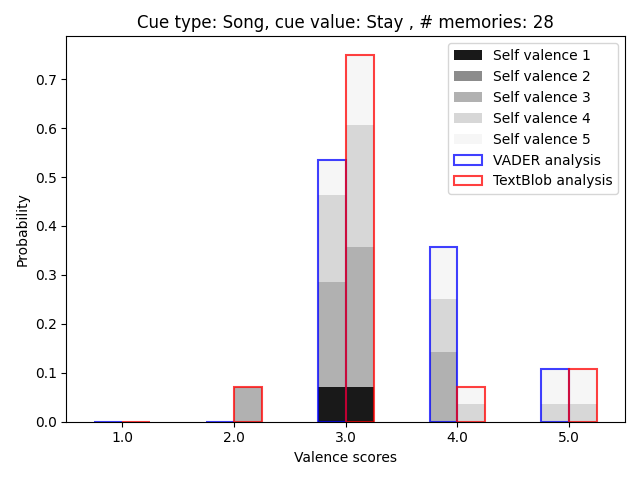 Cue type: Song, cue value: Stay , # memories: 28
Self valence 1
Self valence 2
Self valence 3
Self valence 4
Self valence 5
VADER analysis
TextBlob analysis
Probability
0.7
0.6
0.5
0.4
0.3
0.2
0.1
0.0
1.0 2.0 3.0 4.0 5.0
Valence scores